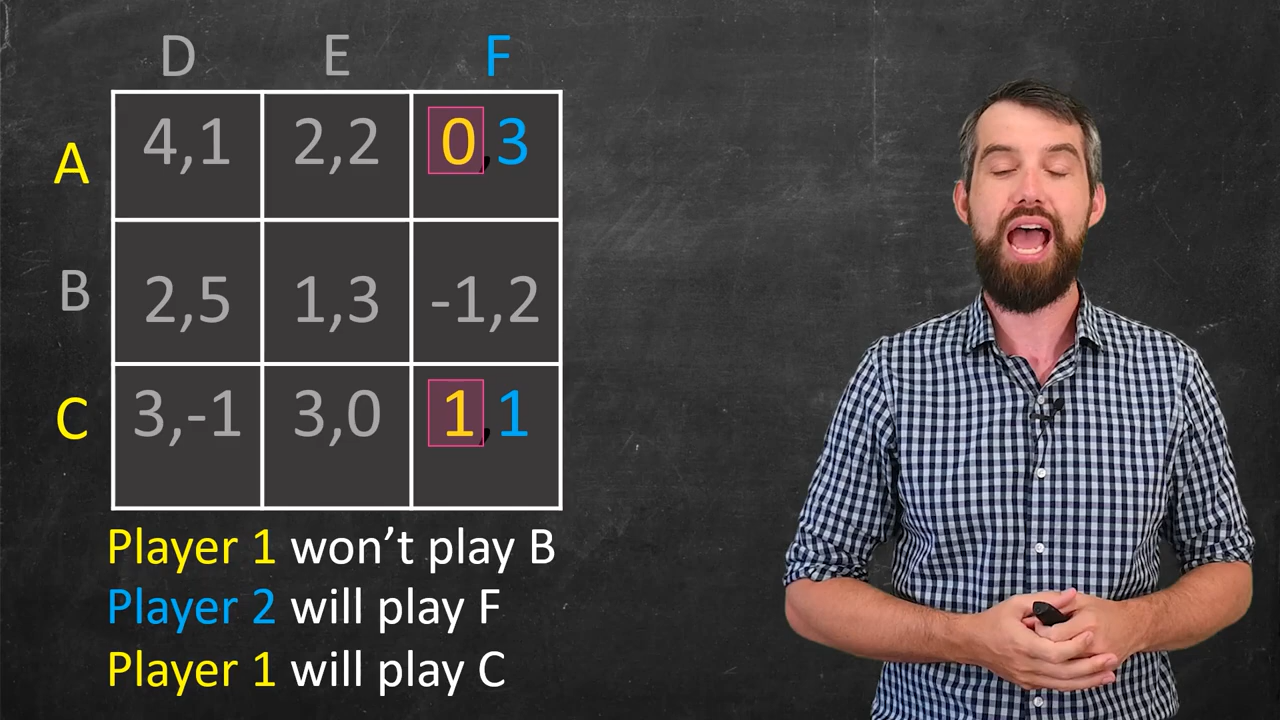 D E F
A 4,1 2,2 0,3
B 2,5 1,3 -1,2
C 3,-1 3,0 1,1
Player 1 won’t play B
Player 2 will play F
Player 1 will play C